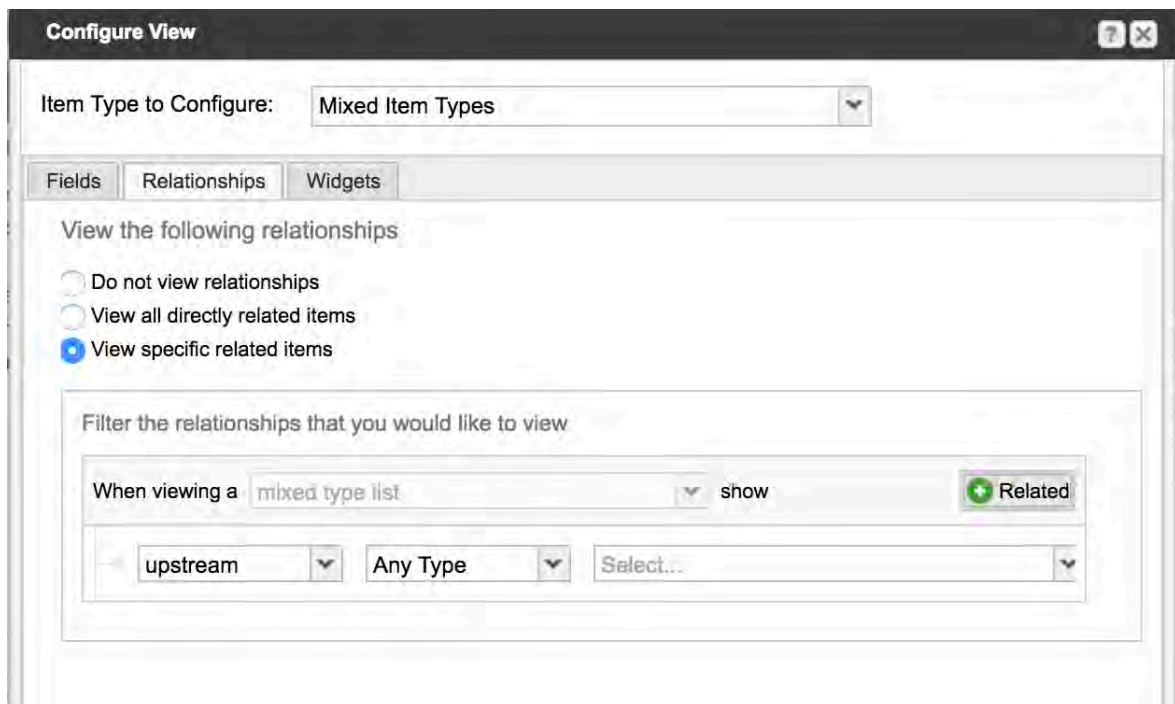 Configure View
?
Item Type to Configure: Mixed Item Types
Fields Relationships Widgets
View the following relationships
Do not view relationships
View all directly related items
View specific related items
Filter the relationships that you would like to view
When viewing a mixed type list show Related
upstream Any Type Select...